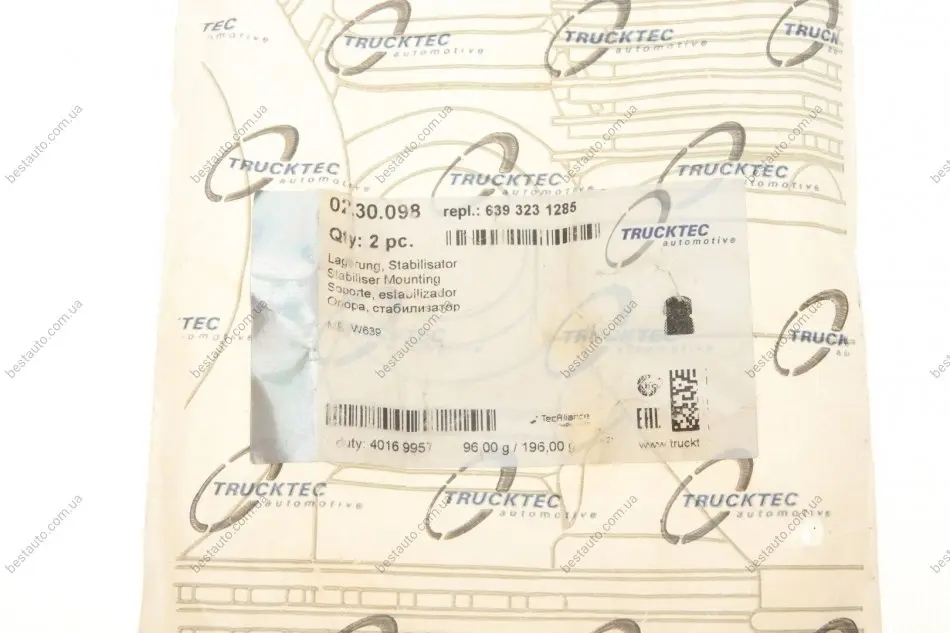 TRUCKTEC
automotive
TRUCKTEC
automotive
TRUCKTEC
automotive
TRUCKTEC
automotive
TRUCKTEC
automotive
02.30.098 repl.: 639 323 1285
Qty: 2 pc.
TRUCKTEC
automotive
Lagerung, Stabilisator
Stabiliser Mounting
Soporte, estabilizador
Опора, стабилизатор
W639
TecAlliance
EAC
duty: 4016 9957 96,00 g / 196,00 g
www.truckt
TRUCKTEC
automotive
TRUCKTEC
automotive
TRUCKTEC
automotive
bestauto.com.ua